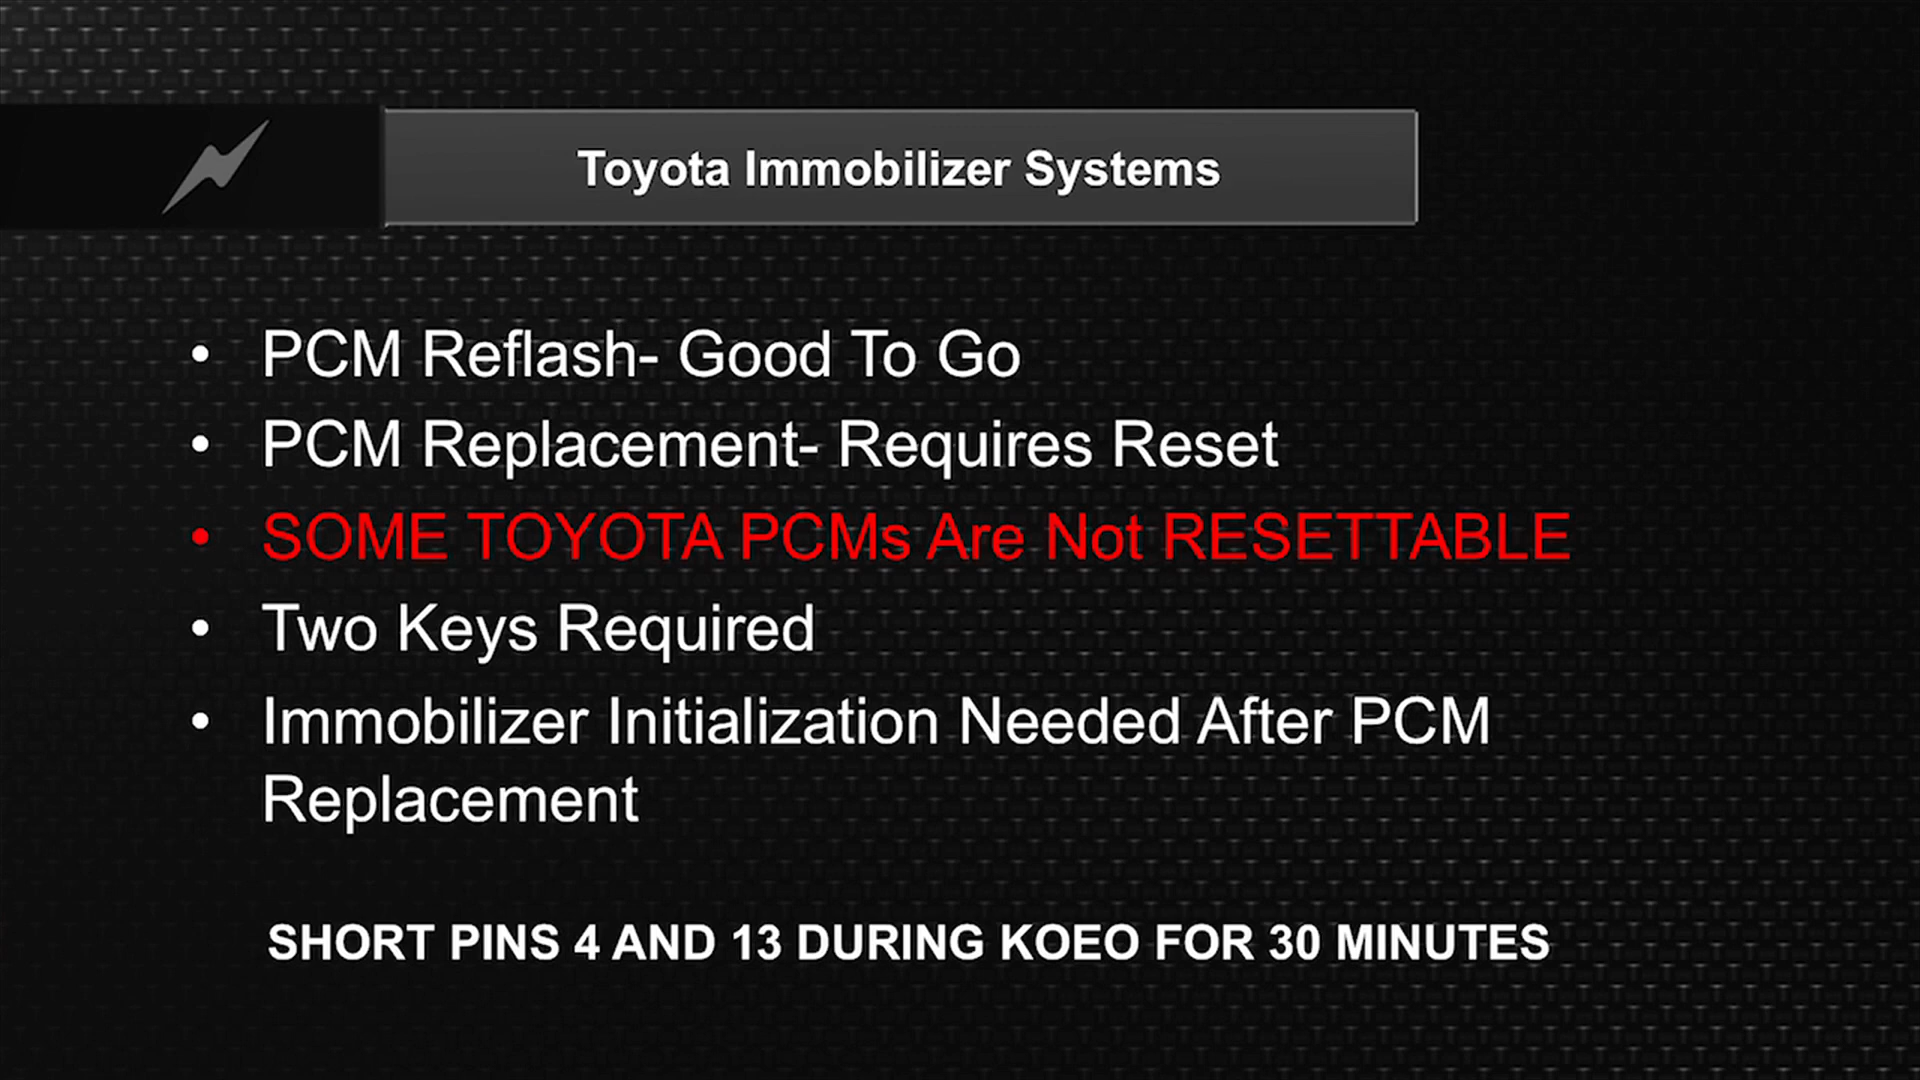 Toyota Immobilizer Systems
• PCM Reflash- Good To Go
• PCM Replacement- Requires Reset
• SOME TOYOTA PCMs Are Not RESETTABLE
• Two Keys Required
• Immobilizer Initialization Needed After PCM
Replacement
SHORT PINS 4 AND 13 DURING KOEO FOR 30 MINUTES